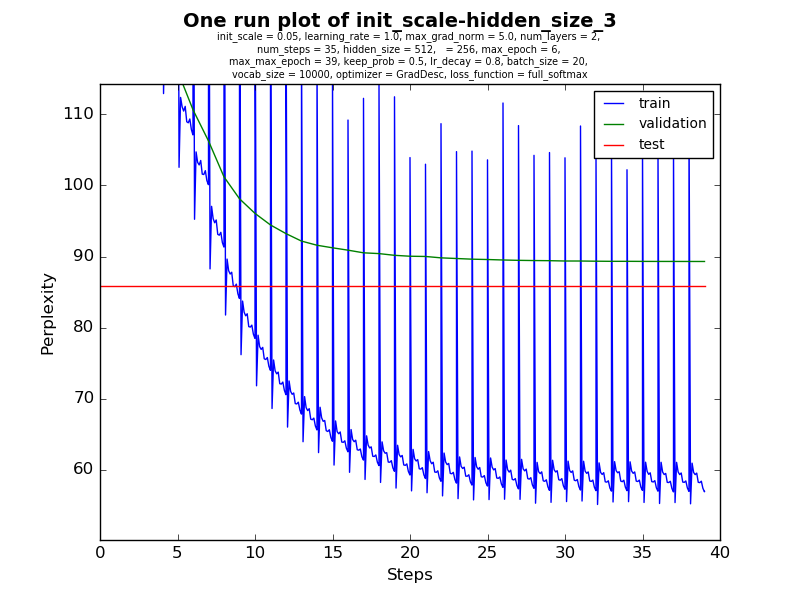 One run plot of init_scale-hidden_size_3
init_scale = 0.05, learning_rate = 1.0, max_grad_norm = 5.0, num_layers = 2,
num_steps = 35, hidden_size = 512,   = 256, max_epoch = 6,
max_max_epoch = 39, keep_prob = 0.5, lr_decay = 0.8, batch_size = 20,
vocab_size = 10000, optimizer = GradDesc, loss_function = full_softmax
train
validation
test
110
100
90
80
70
60
Perplexity
0 5 10 15 20 25 30 35 40
Steps